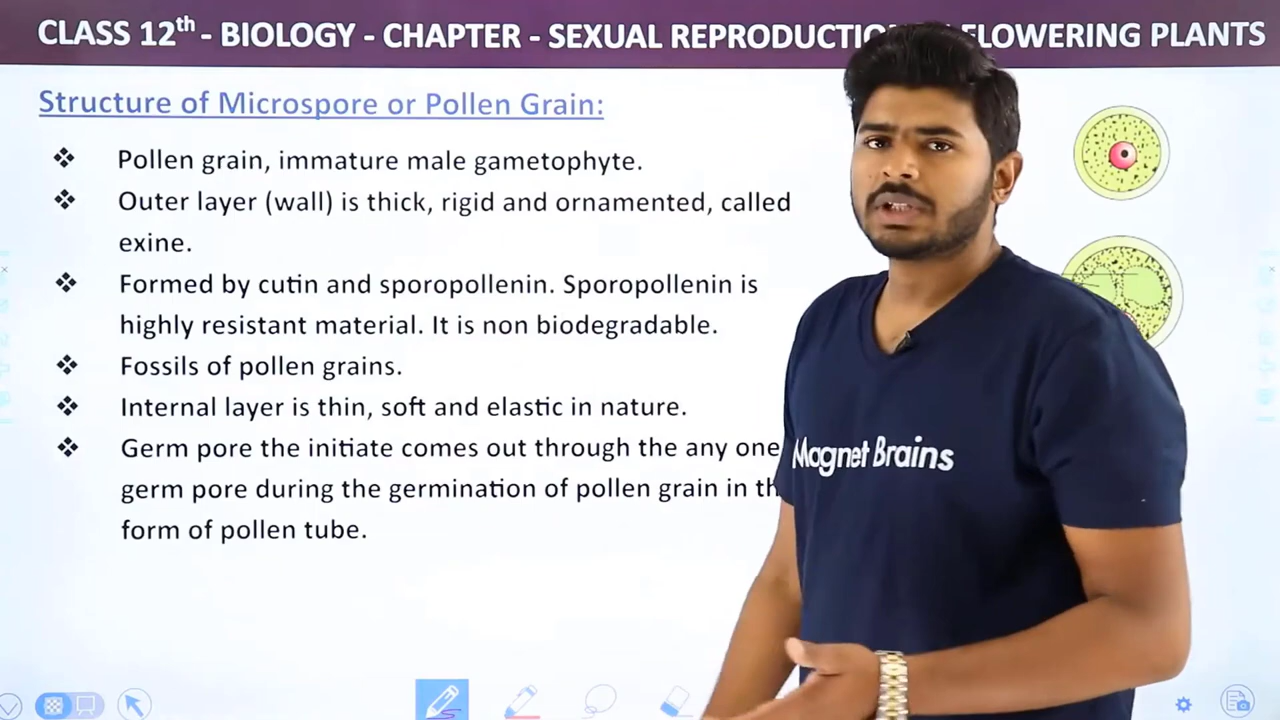 CLASS 12th - BIOLOGY - CHAPTER - SEXUAL REPRODUCTION FLOWERING PLANTS
Structure of Microspore or Pollen Grain:
❖ Pollen grain, immature male gametophyte.
❖ Outer layer (wall) is thick, rigid and ornamented, called
exine.
❖ Formed by cutin and sporopollenin. Sporopollenin is
highly resistant material. It is non biodegradable.
❖ Fossils of pollen grains.
❖ Internal layer is thin, soft and elastic in nature.
❖ Germ pore the initiate comes out through the any one
germ pore during the germination of pollen grain in
form of pollen tube.
Magnet Brains